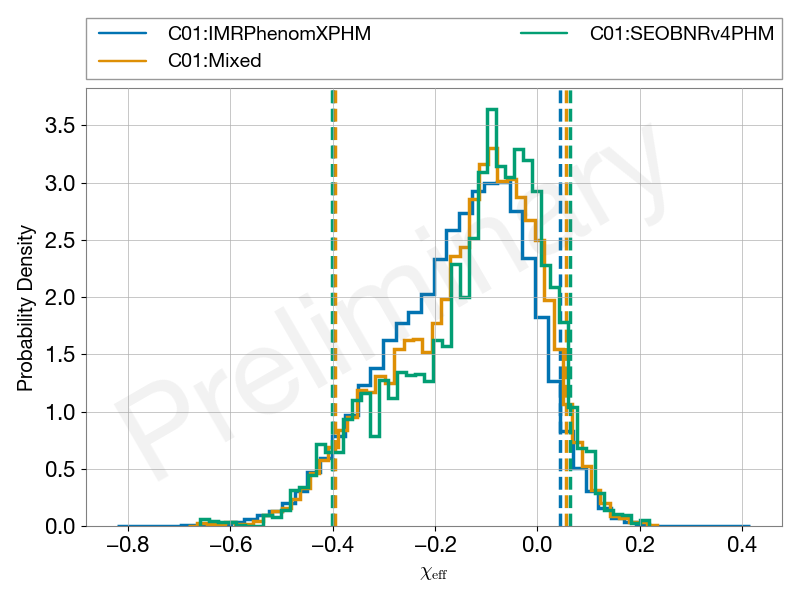 C01:IMRPhenomXPHM
C01:SEOBNRv4PHM
C01:Mixed
Preliminary
Probability Density
3.5
3.0
2.5
2.0
1.5
1.0
0.5
0.0
−0.8 −0.6 −0.4 −0.2 0.0 0.2 0.4
χeff